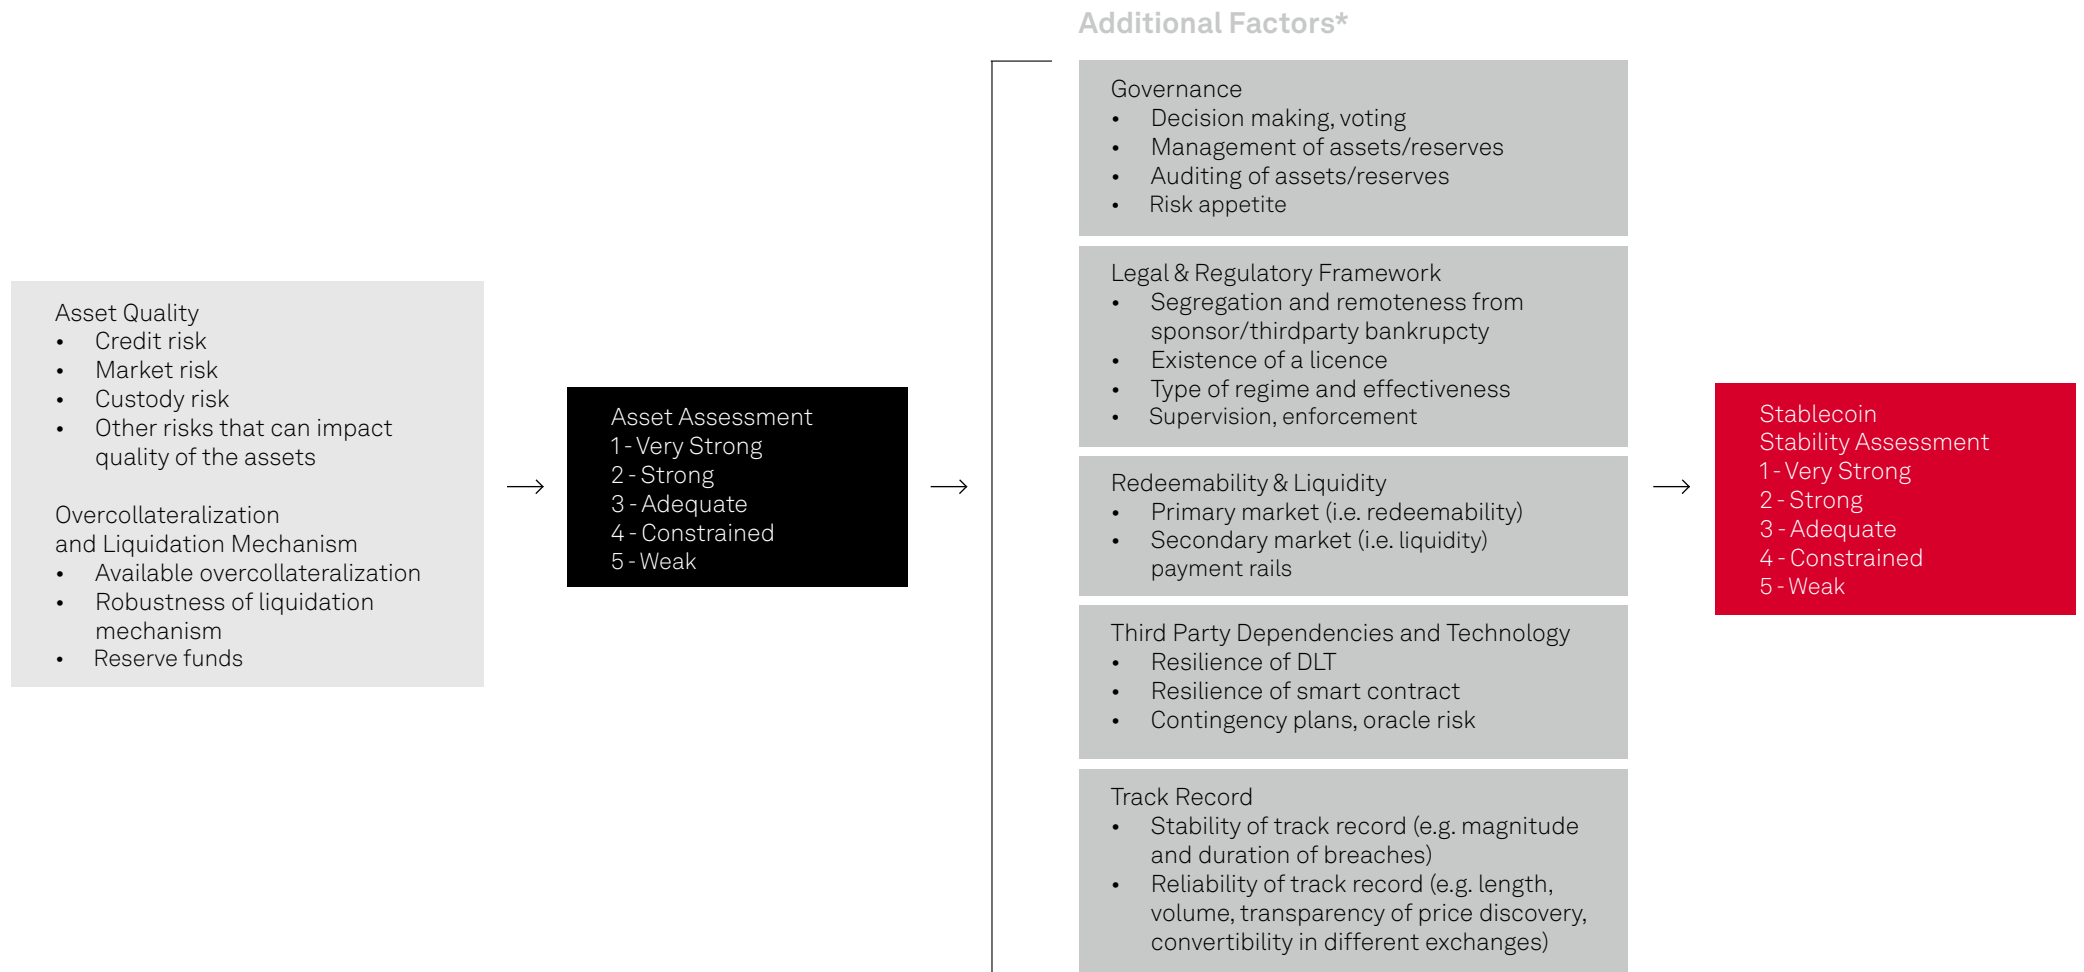 Additional Factors*
Asset Quality
• Credit risk
• Market risk
• Custody risk
• Other risks that can impact
quality of the assets
Overcollateralization
and Liquidation Mechanism
• Available overcollateralization
• Robustness of liquidation
mechanism
• Reserve funds
Asset Assessment
1 - Very Strong
2 - Strong
3 - Adequate
4 - Constrained
5 - Weak
Governance
• Decision making, voting
• Management of assets/reserves
• Auditing of assets/reserves
• Risk appetite
Legal & Regulatory Framework
• Segregation and remoteness from
sponsor/thirdparty bankrupcty
• Existence of a licence
• Type of regime and effectiveness
• Supervision, enforcement
Redeemability & Liquidity
• Primary market (i.e. redeemability)
• Secondary market (i.e. liquidity)
payment rails
Third Party Dependencies and Technology
• Resilience of DLT
• Resilience of smart contract
• Contingency plans, oracle risk
Track Record
• Stability of track record (e.g. magnitude
and duration of breaches)
• Reliability of track record (e.g. length,
volume, transparency of price discovery,
convertibility in different exchanges)
Stablecoin
Stability Assessment
1 - Very Strong
2 - Strong
3 - Adequate
4 - Constrained
5 - Weak